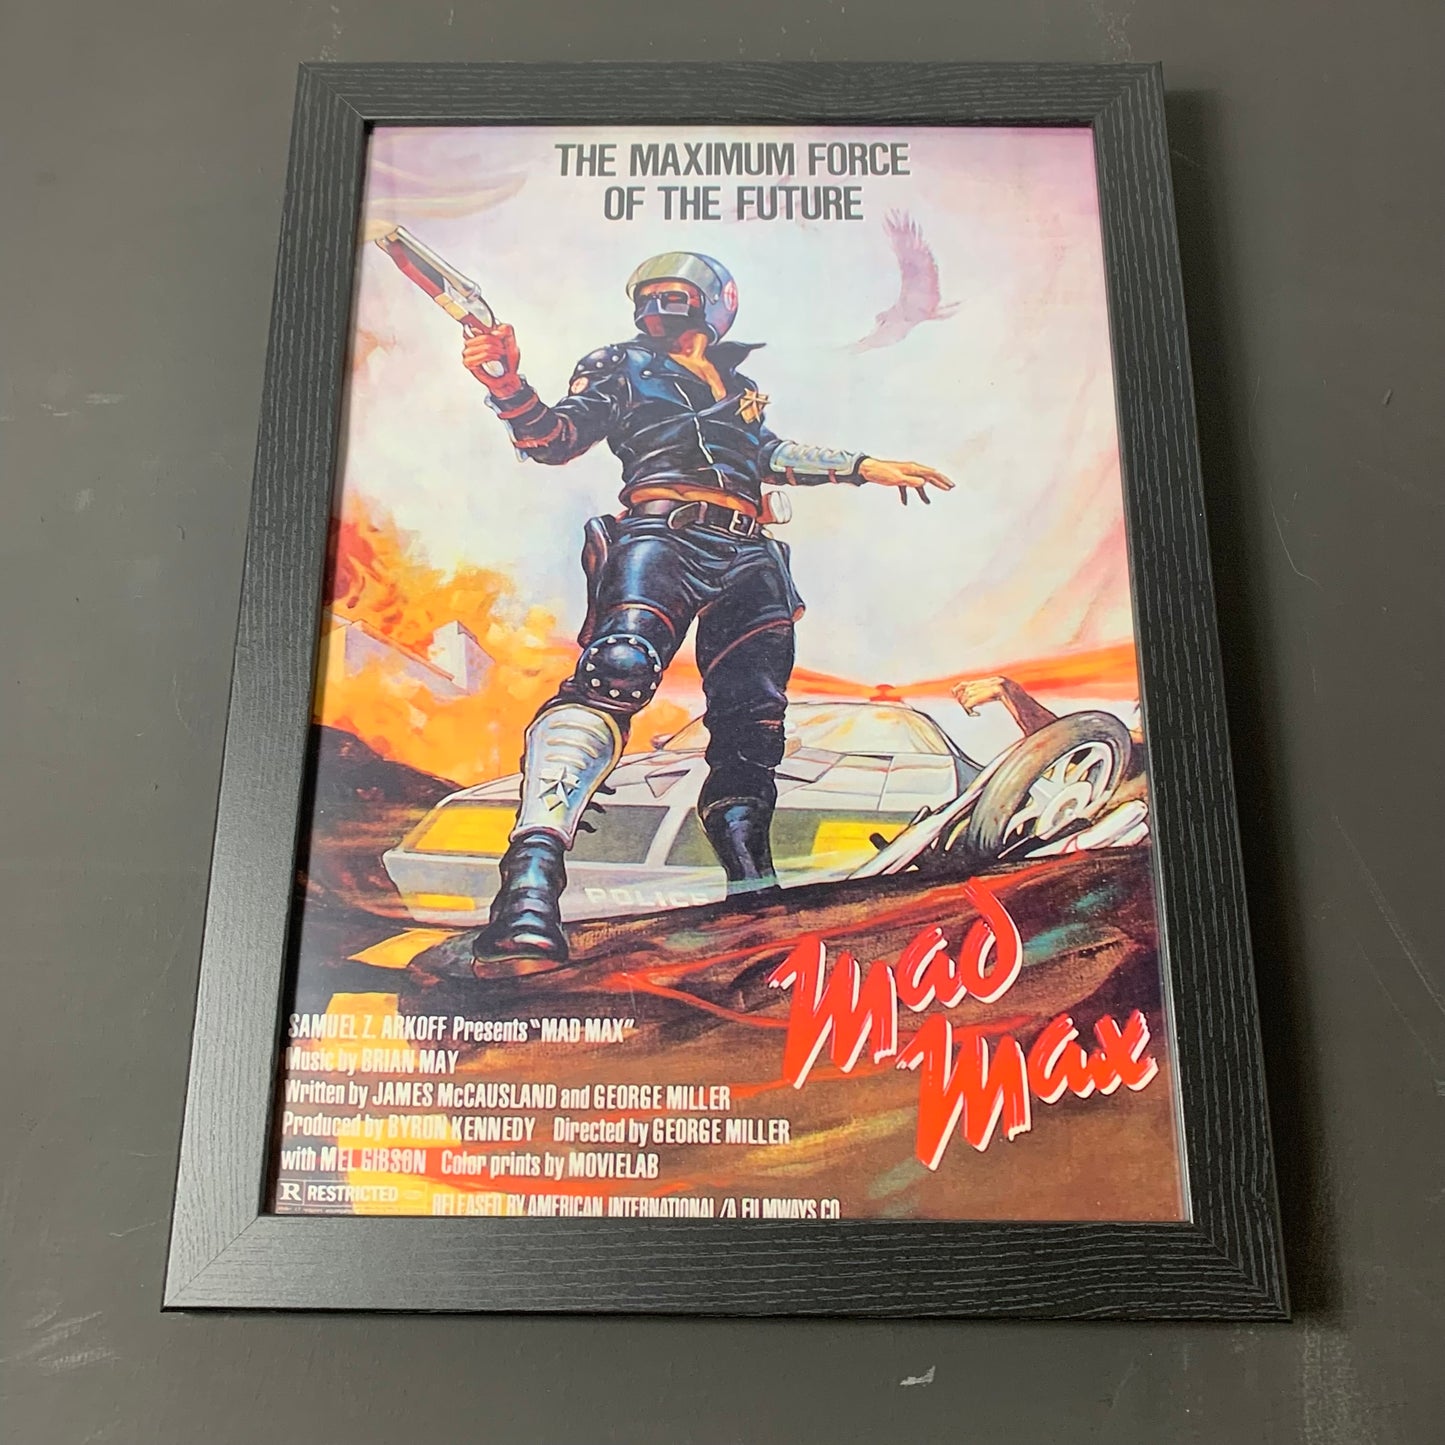 THE MAXIMUM FORCE
OF THE FUTURE
POLICE
Mad
Max
SAMUEL Z. ARKOFF Presents "MAD MAX"
Music by BRIAN MAY
Written by JAMES McCAUSLAND and GEORGE MILLER
Produced by BYRON KENNEDY Directed by GEORGE MILLER
with MEL GIBSON Color prints by MOVIELAB
R RESTRICTED
RELEASED BY AMERICAN INTERNATIONAL /A FILMWAYS CO